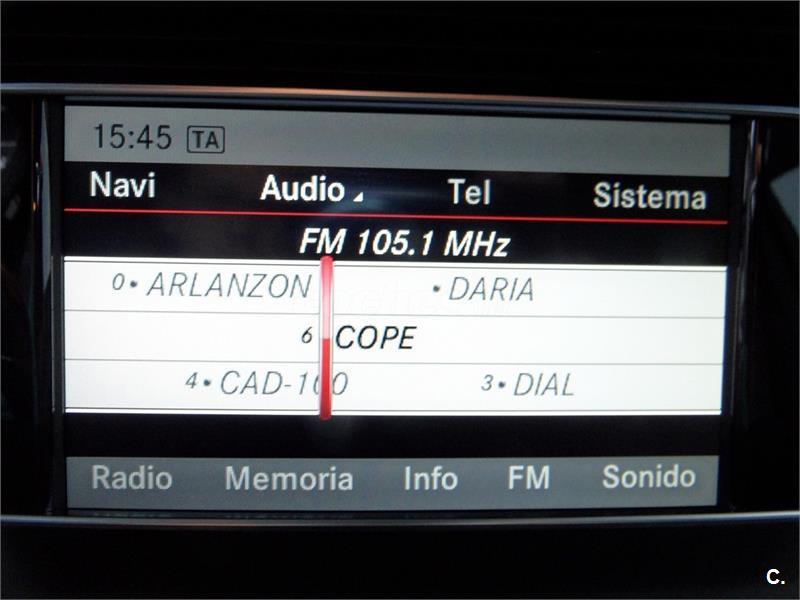 15:45 TA
Navi Audio Tel Sistema
FM 105.1 MHz
0• ARLANZON •DARIA
6 COPE
4• CAD-100 3• DIAL
Radio Memoria Info FM Sonido
C.